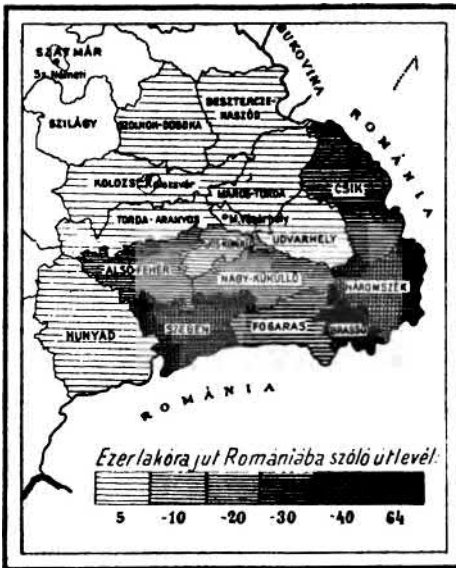 BUKOVINA
SZATMÁR
Sz. Németi
ROMÁNIA
SZILÁGY
SZOLNOK-DOBOKA
BESZTERCZE-
NASZÓD
KOLOZS
Kolozsvár
MAROS-TORDA
CSIK
TORDA-ARANYOS
M.Vásárhely
UDVARHELY
ALSÓ-FEHÉR
NAGY-KÜKÜLLŐ
HÁROMSZÉK
HUNYAD
SZEBEN
FOGARAS
BRASSÓ
ROMÁNIA
Ezer lakóra jut Romániába szóló útlevél:
5 -10 -20 -30 -40 64